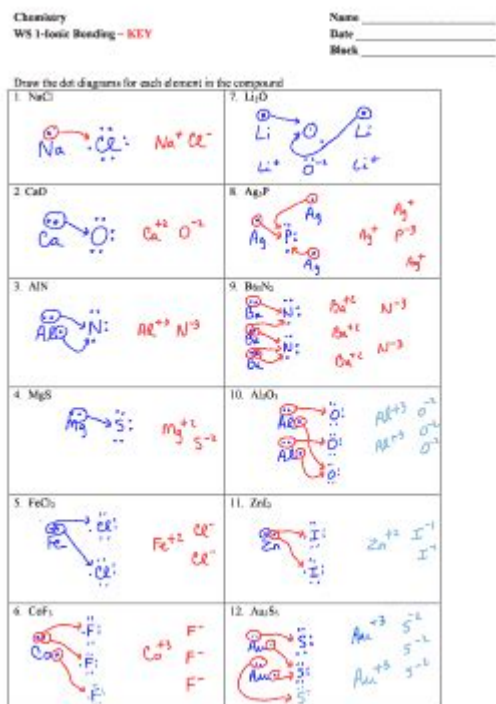 Chemistry
Name
WS 1-Ionic Bonding – KEY
Date
Block
Draw the dot diagrams for each element in the compound
1. NaCl
Na Cl Na⁺ Cl⁻
7. Li₂O
Li O Li
Li⁺ O⁻² Li⁺
2. CaO
Ca O Ca⁺² O⁻²
8. Ag₃P
Ag Ag⁺
Ag P Ag⁺ P⁻³
Ag Ag⁺
3. AlN
Al N Al⁺³ N⁻³
9. Ba₃N₂
Ba N Ba⁺² N⁻³
Ba Ba⁺²
Ba N Ba⁺² N⁻³
4. MgS
Mg S Mg⁺² S⁻²
10. Al₂O₃
Al O Al⁺³ O⁻²
Al O Al⁺³ O⁻²
O O⁻²
5. FeCl₂
Fe Cl Fe⁺² Cl⁻
Cl Cl⁻
11. ZnI₂
Zn I Zn⁺² I⁻¹
I I⁻¹
6. CoF₃
F F⁻
Co F Co⁺³ F⁻
F F⁻
12. Au₂S₃
Au S Au⁺³ S⁻²
S S⁻²
Au S Au⁺³ S⁻²